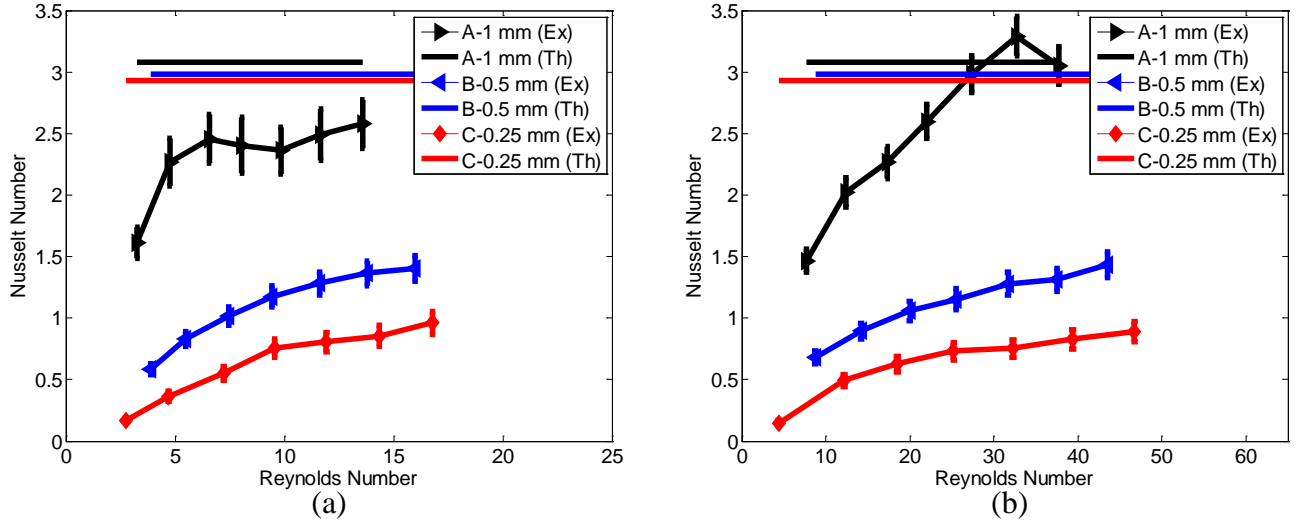 3.5
3
2.5
2
1.5
1
0.5
0
0 5 10 15 20 25
Nusselt Number
Reynolds Number
A-1 mm (Ex)
A-1 mm (Th)
B-0.5 mm (Ex)
B-0.5 mm (Th)
C-0.25 mm (Ex)
C-0.25 mm (Th)
(a)
3.5
3
2.5
2
1.5
1
0.5
0
0 10 20 30 40 50 60
Nusselt Number
Reynolds Number
A-1 mm (Ex)
A-1 mm (Th)
B-0.5 mm (Ex)
B-0.5 mm (Th)
C-0.25 mm (Ex)
C-0.25 mm (Th)
(b)